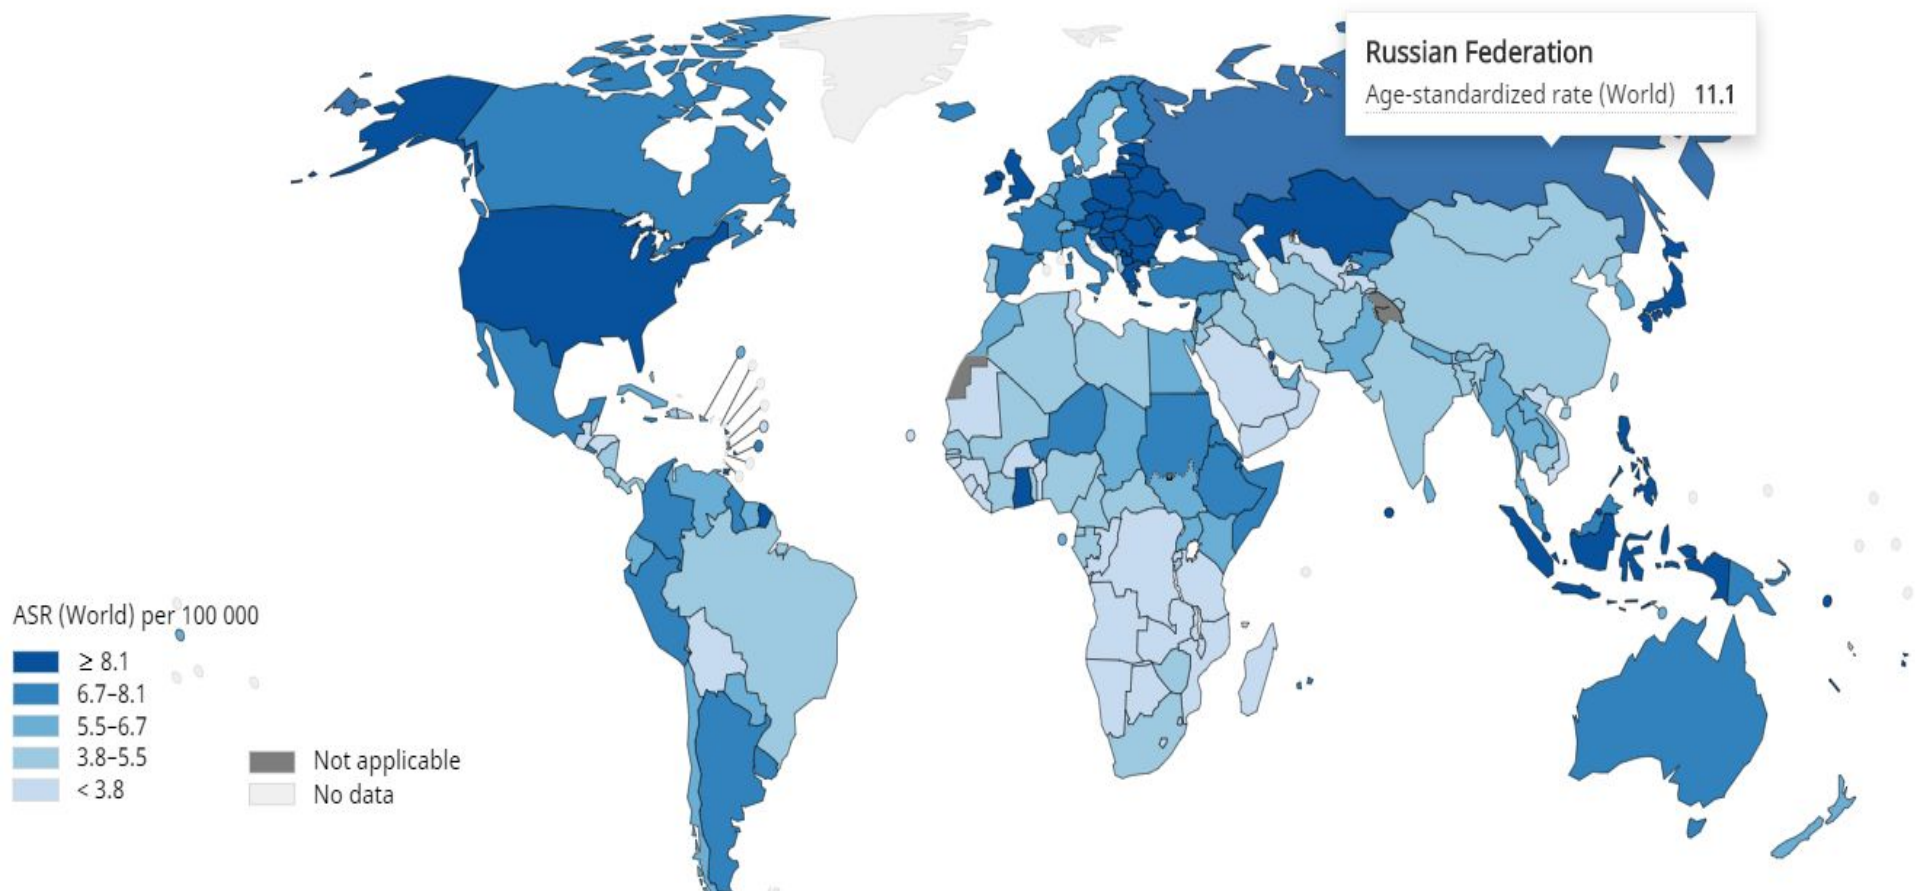 Russian Federation
Age-standardized rate (World) 11.1
ASR (World) per 100 000
≥ 8.1
6.7–8.1
5.5–6.7
3.8–5.5
< 3.8
Not applicable
No data